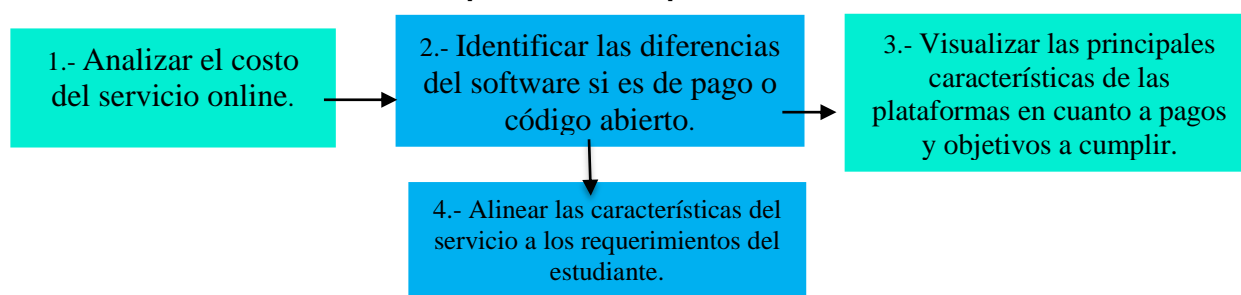 1.- Analizar el costo
del servicio online.
2.- Identificar las diferencias
del software si es de pago o
código abierto.
3.- Visualizar las principales
características de las
plataformas en cuanto a pagos
y objetivos a cumplir.
4.- Alinear las características del
servicio a los requerimientos del
estudiante.